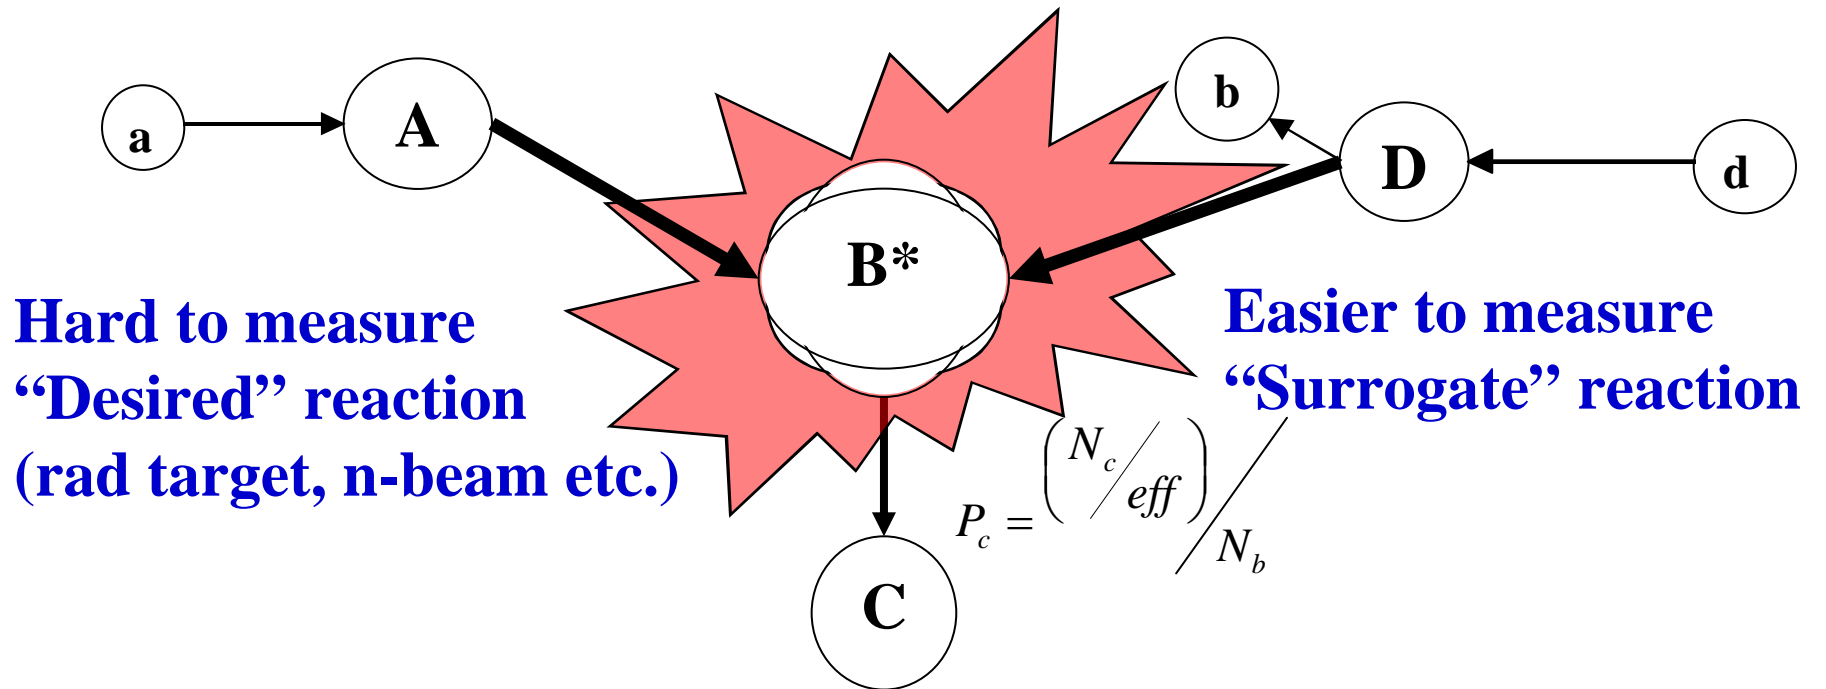 a
A
b
D
d
B*
Hard to measure
“Desired” reaction
(rad target, n-beam etc.)
Easier to measure
“Surrogate” reaction
P_c = (N_c / eff) / N_b
C